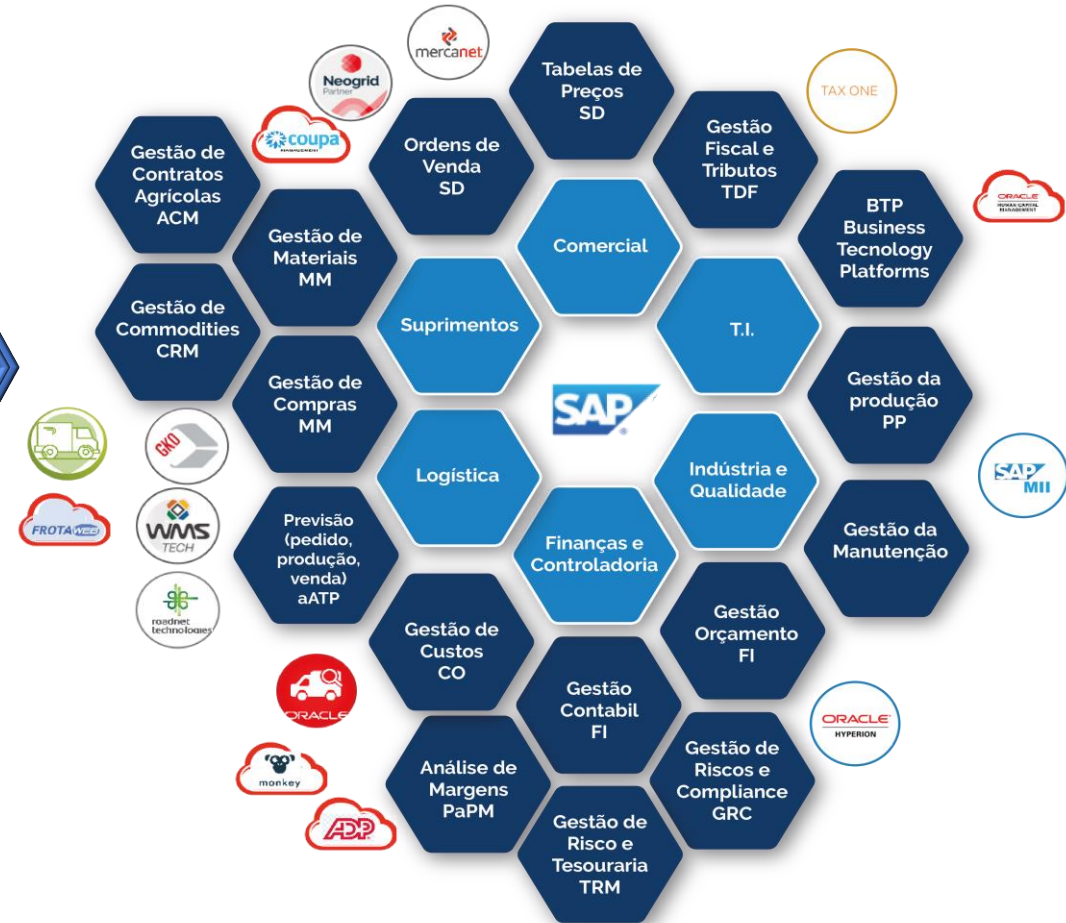 mercanet
Neogrid
Partner
coupa
MANAGEMENT
TAX ONE
ORACLE
HUMAN CAPITAL
MANAGEMENT
Tabelas de
Preços
SD
Ordens de
Venda
SD
Gestão
Fiscal e
Tributos
TDF
Gestão de
Contratos
Agrícolas
ACM
Gestão de
Materiais
MM
Comercial
BTP
Business
Tecnology
Platforms
Gestão de
Commodities
CRM
Suprimentos
T.I.
Gestão de
Compras
MM
SAP
Gestão da
produção
PP
GKO
FROTAWEB
WMS
TECH
roadnet
technologies
Logística
Indústria e
Qualidade
SAP
MII
Previsão
(pedido,
produção,
venda)
aATP
Finanças e
Controladoria
Gestão da
Manutenção
Gestão de
Custos
CO
Gestão
Contabil
FI
Gestão
Orçamento
FI
ORACLE
monkey
ADP
ORACLE
HYPERION
Análise de
Margens
PaPM
Gestão de
Risco e
Tesouraria
TRM
Gestão de
Riscos e
Compliance
GRC